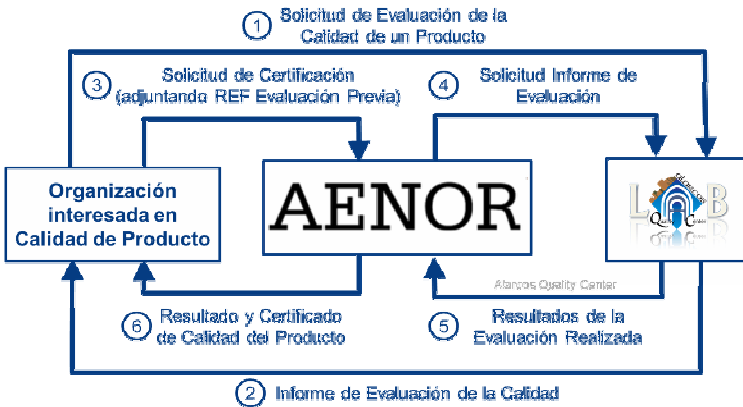 1 Solicitud de Evaluación de la
Calidad de un Producto
3 Solicitud de Certificación
(adjuntando REF Evaluación Previa)
4 Solicitud Informe de
Evaluación
Organización
interesada en
Calidad de Producto
AENOR
L B
Quality Center
Alarcos Quality Center
6 Resultado y Certificado
de Calidad del Producto
5 Resultados de la
Evaluación Realizada
2 Informe de Evaluación de la Calidad